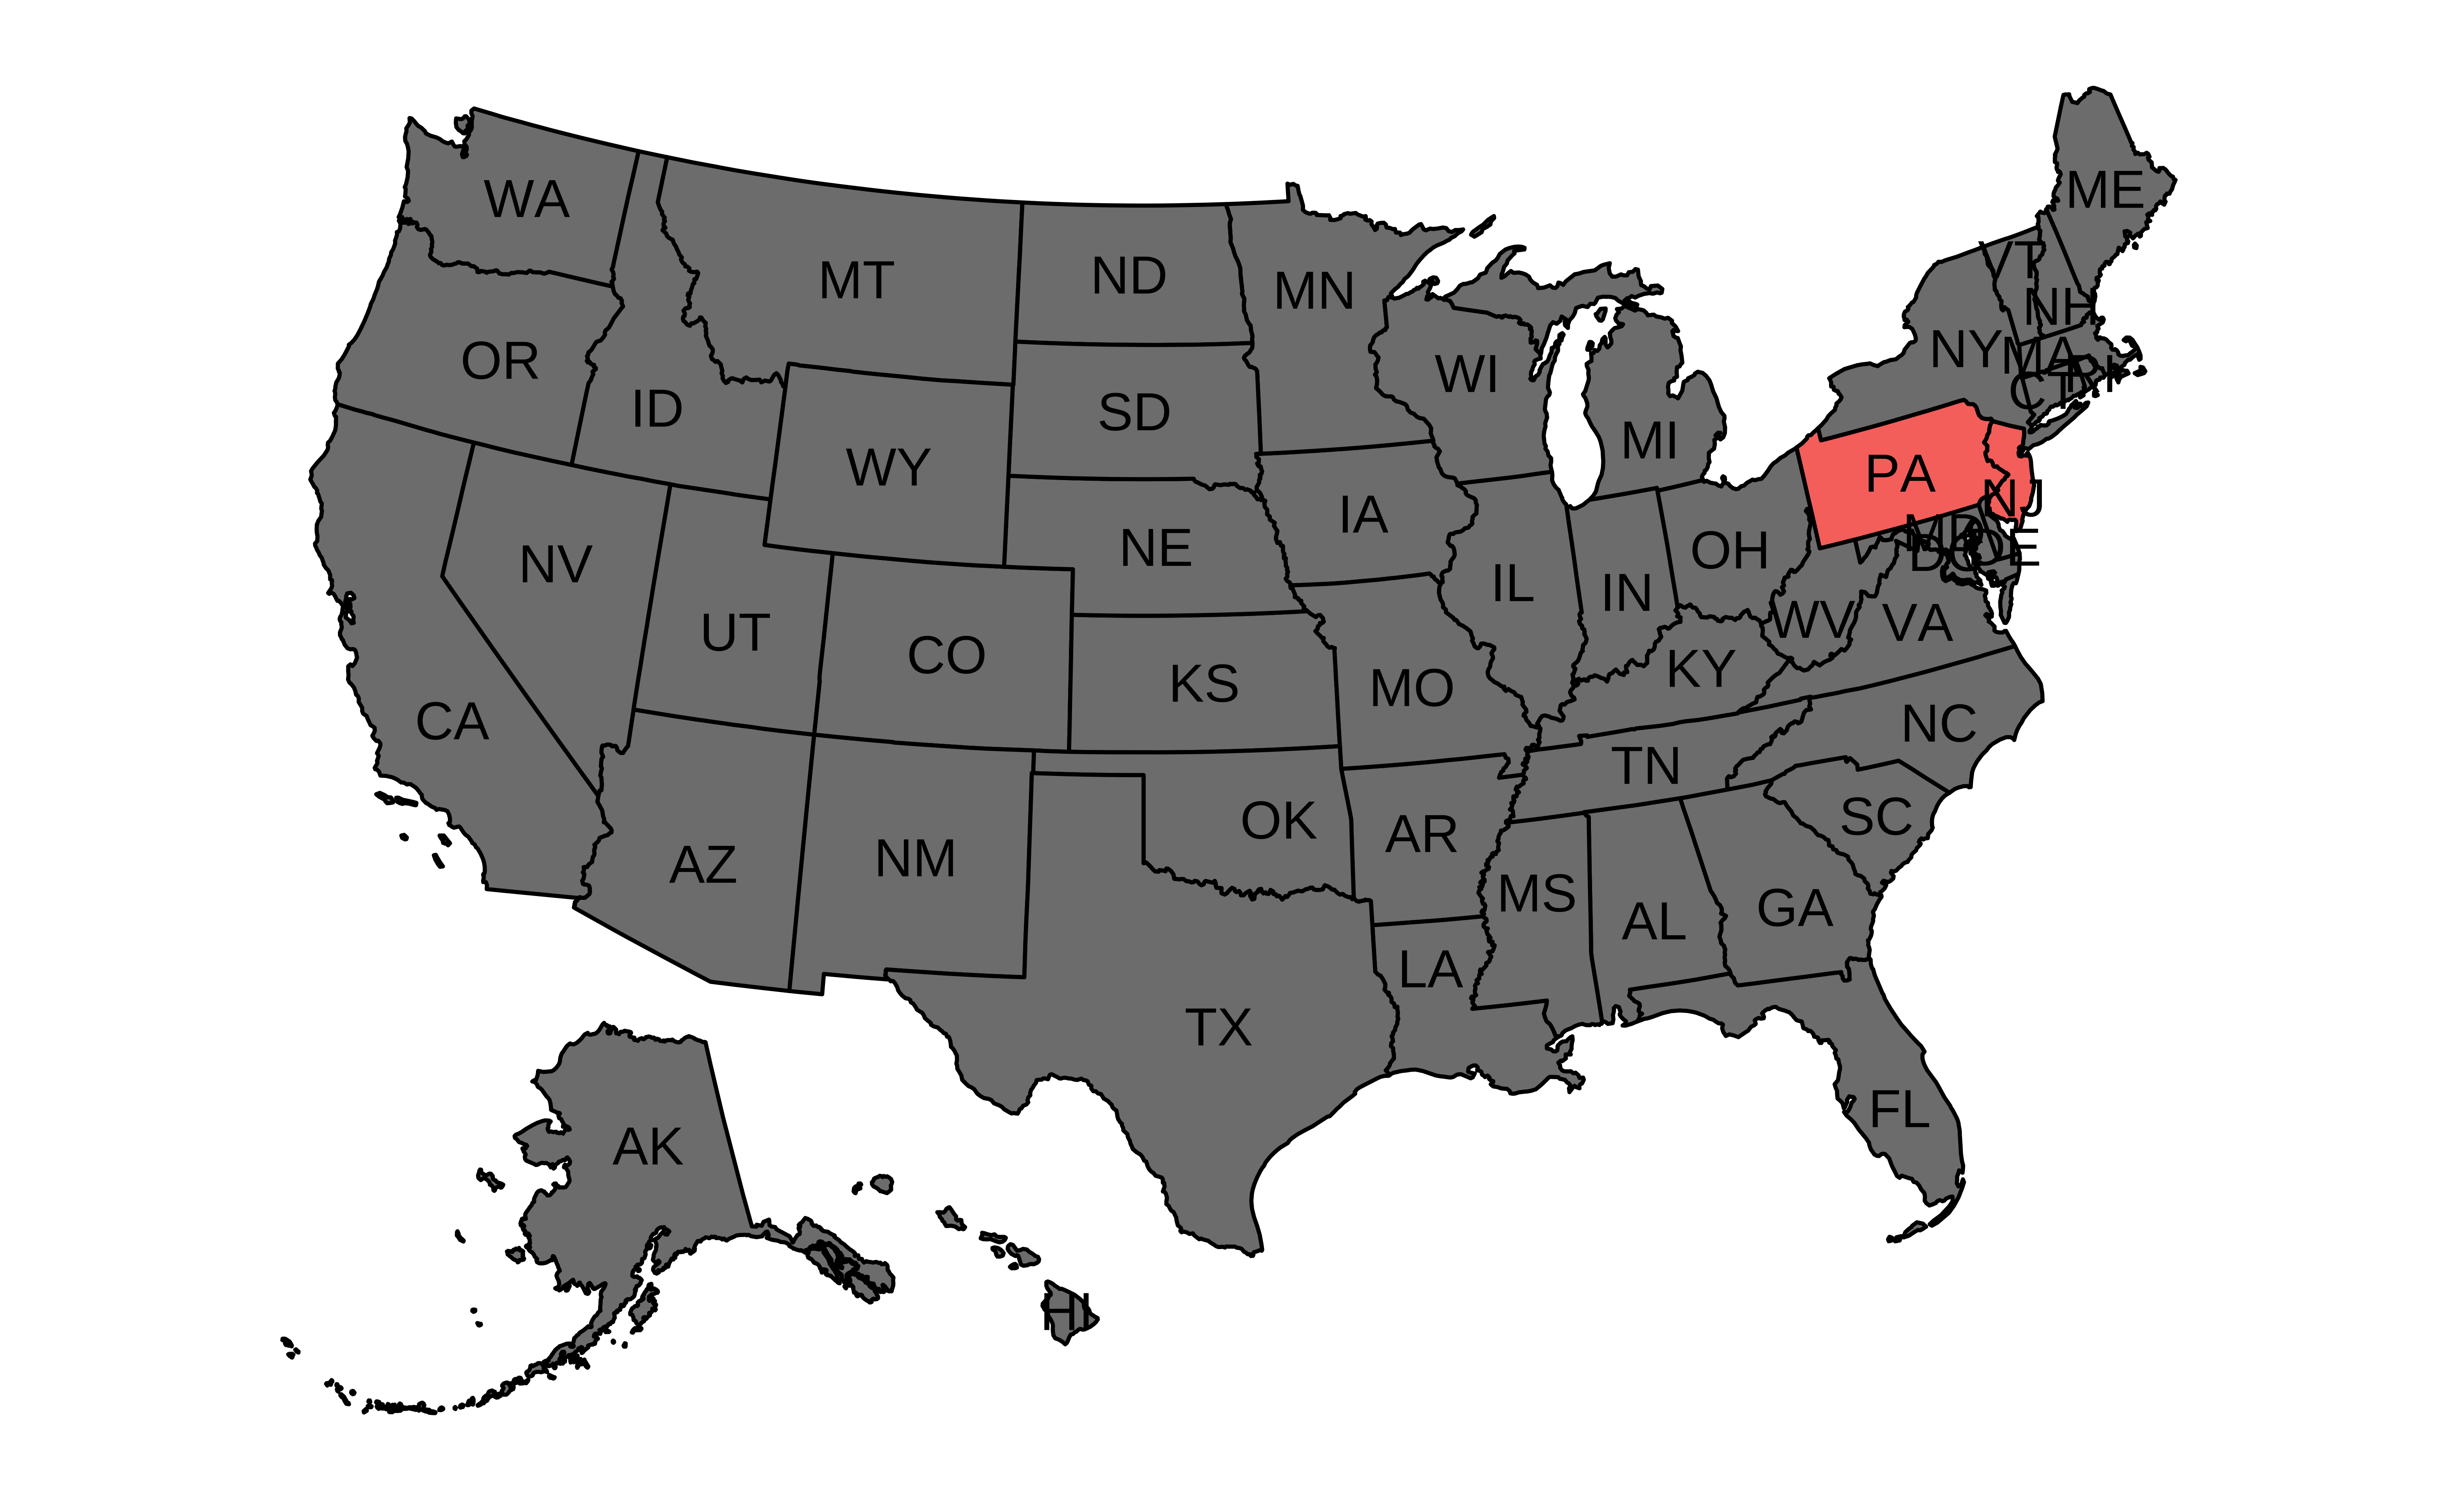 ME
WA
VT
MT
ND
MN
NH
OR
NY
MA
WI
RI
CT
ID
SD
MI
WY
PA
NJ
IA
MD
NE
OH
DC
DE
NV
IL
IN
WV
VA
UT
CO
KS
KY
MO
CA
NC
TN
OK
SC
AR
NM
AZ
MS
GA
AL
LA
TX
FL
AK
HI